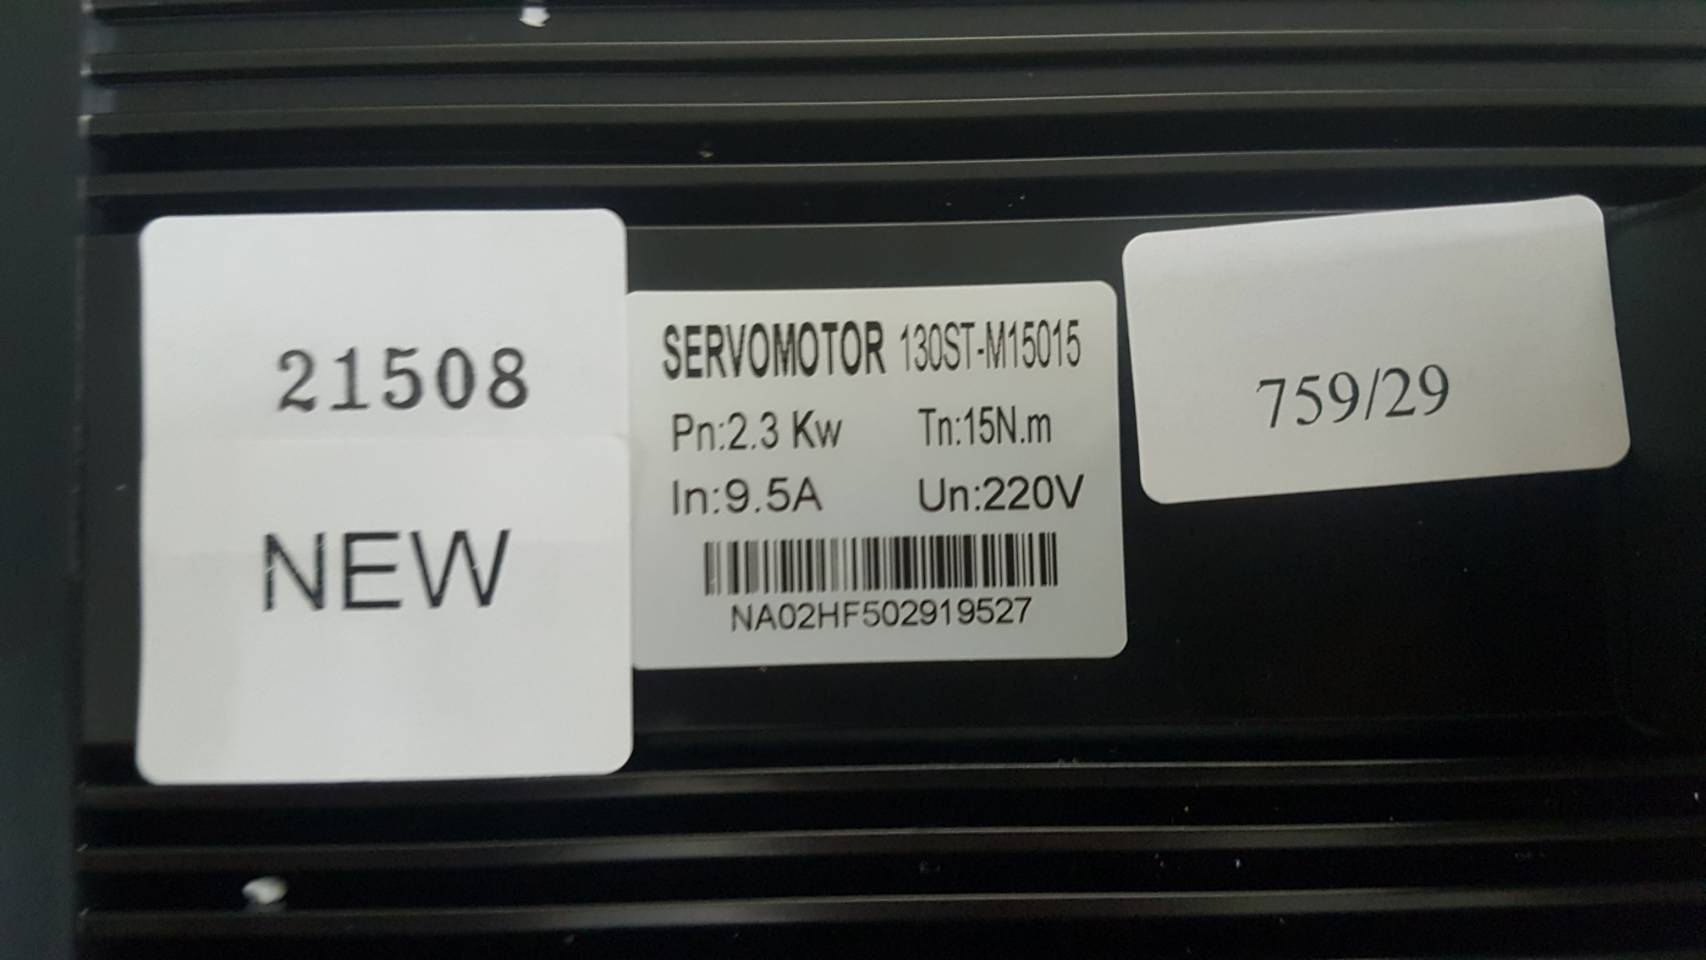 21508
NEW
SERVOMOTOR 130ST-M15015
Pn:2.3 Kw Tn:15N.m
In:9.5A Un:220V
NA02HF502919527
759/29